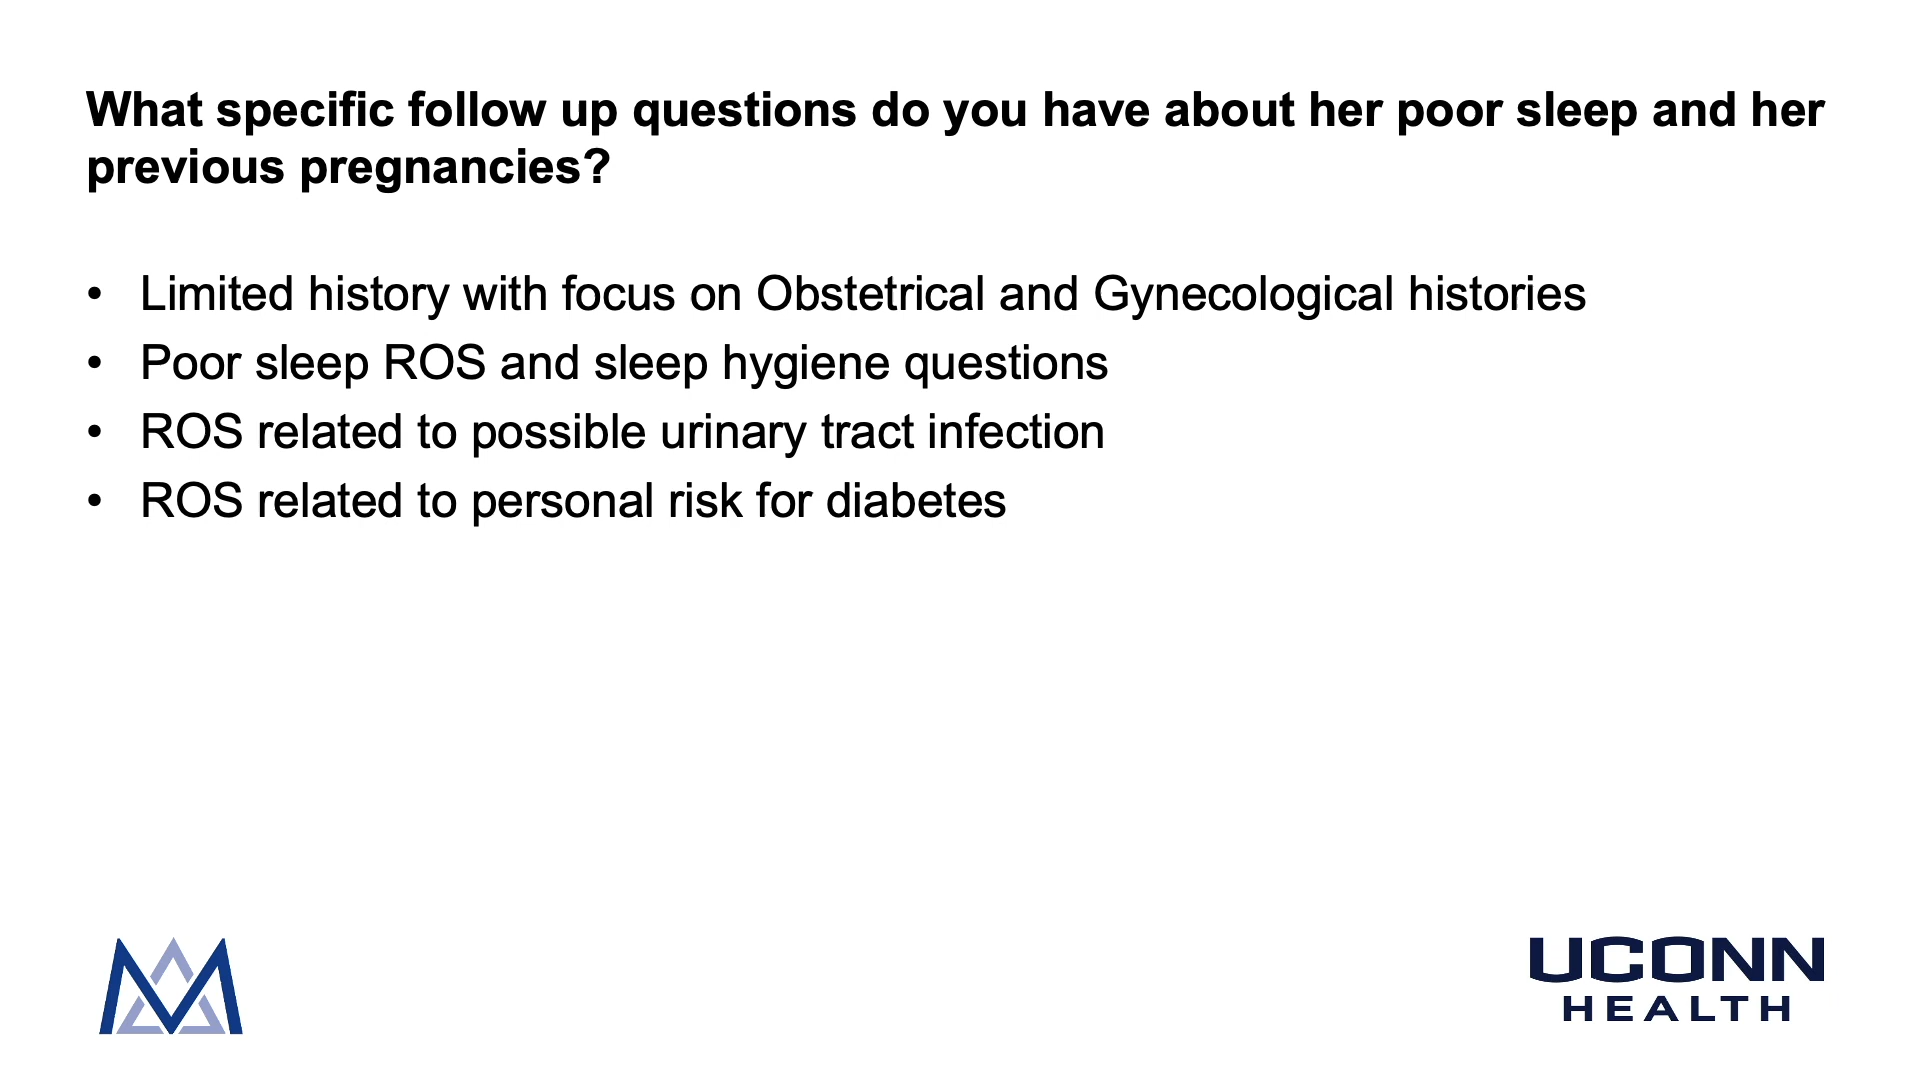 What specific follow up questions do you have about her poor sleep and her
previous pregnancies?
• Limited history with focus on Obstetrical and Gynecological histories
• Poor sleep ROS and sleep hygiene questions
• ROS related to possible urinary tract infection
• ROS related to personal risk for diabetes
UCONN
HEALTH